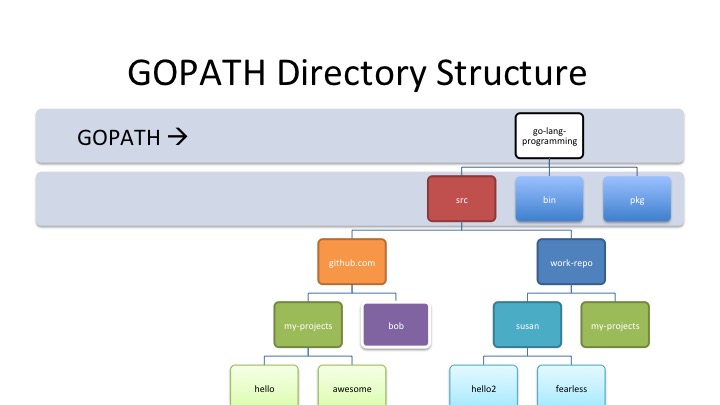 GOPATH Directory Structure
GOPATH →
go-lang-
programming
src
bin
pkg
github.com
work-repo
my-projects
bob
susan
my-projects
hello
awesome
hello2
fearless